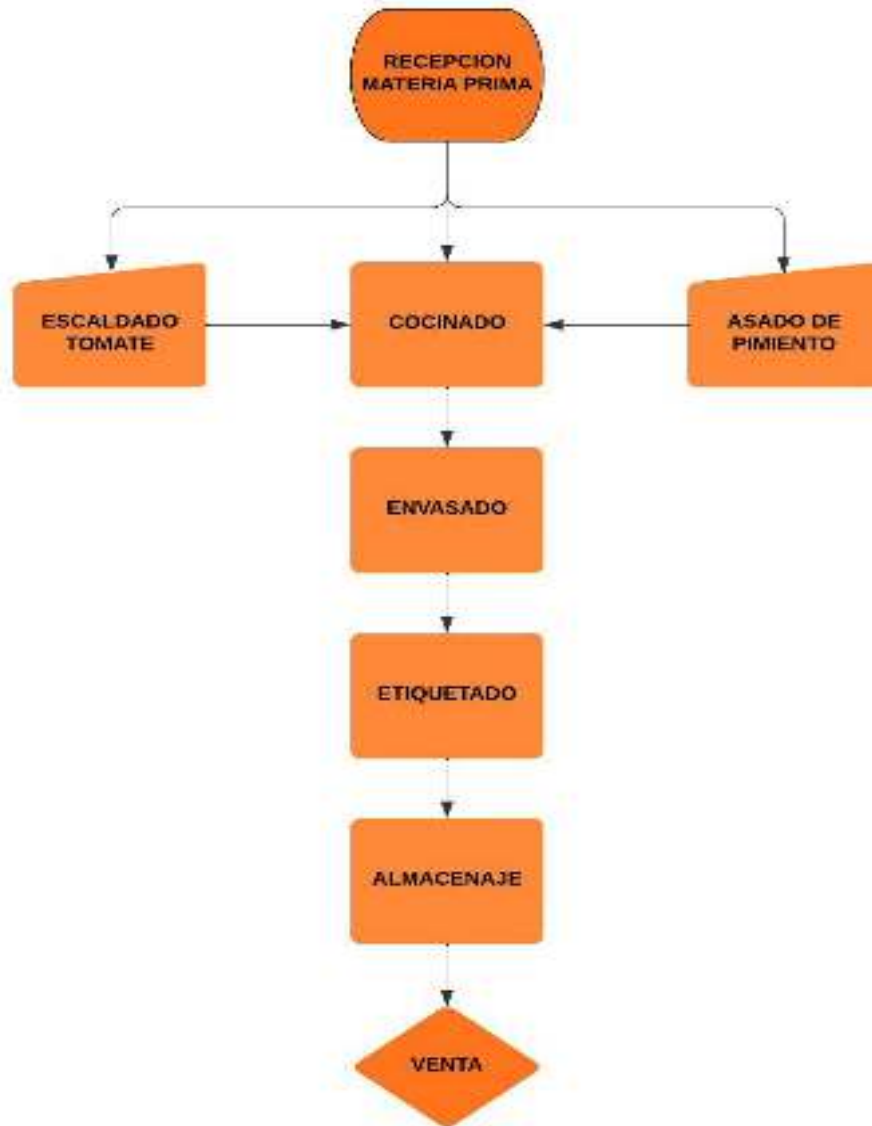 RECEPCION
MATERIA PRIMA
ESCALDADO
TOMATE
COCINADO
ASADO DE
PIMIENTO
ENVASADO
ETIQUETADO
ALMACENAJE
VENTA